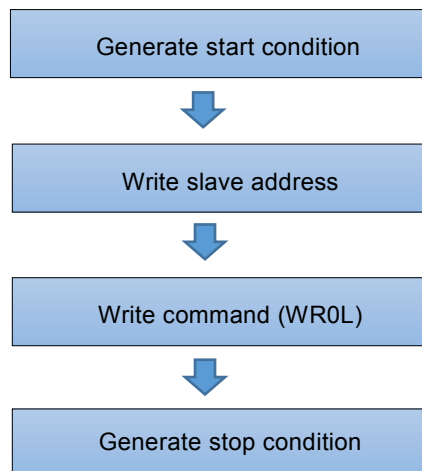 Generate start condition
Write slave address
Write command (WR0L)
Generate stop condition